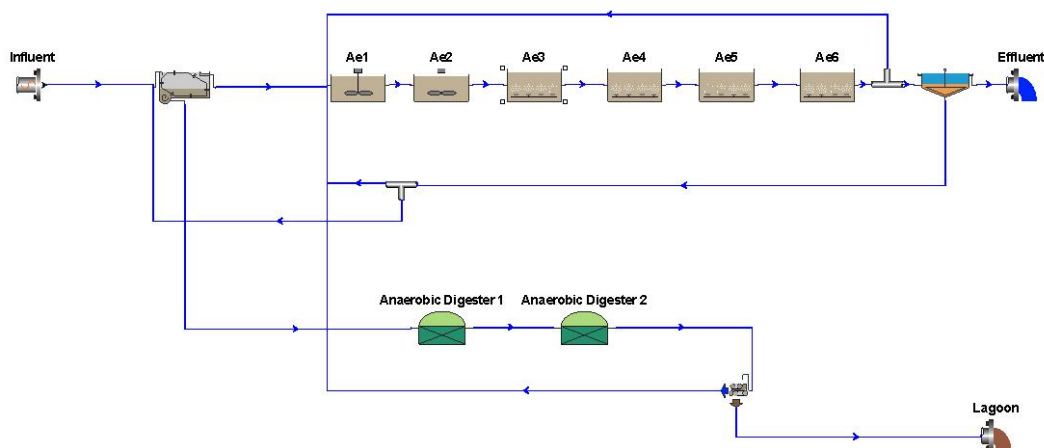 Influent
Ae1
Ae2
Ae3
Ae4
Ae5
Ae6
Effluent
Anaerobic Digester 1
Anaerobic Digester 2
Lagoon